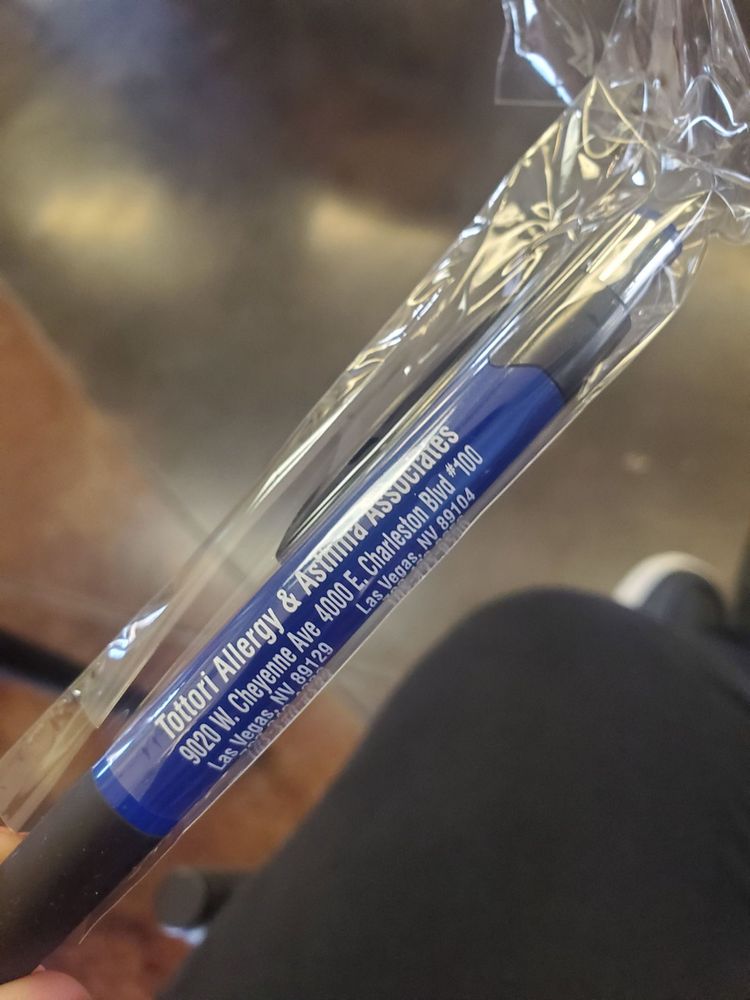 Tottori Allergy & Asthma Associates
9020 W. Cheyenne Ave 4000 E. Charleston Blvd #100
Las Vegas, NV 89129 Las Vegas, NV 89104